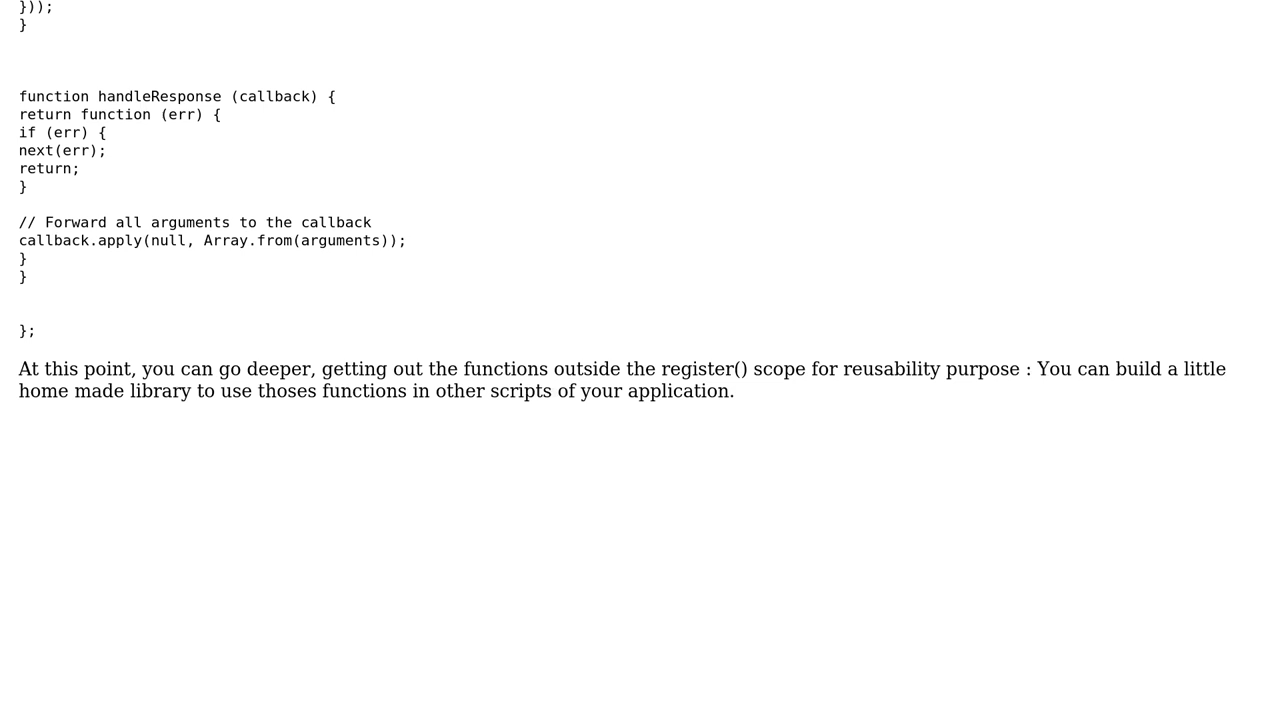 }));
}
function handleResponse (callback) {
return function (err) {
if (err) {
next(err);
return;
}
// Forward all arguments to the callback
callback.apply(null, Array.from(arguments));
}
}
};
At this point, you can go deeper, getting out the functions outside the register() scope for reusability purpose : You can build a little
home made library to use thoses functions in other scripts of your application.